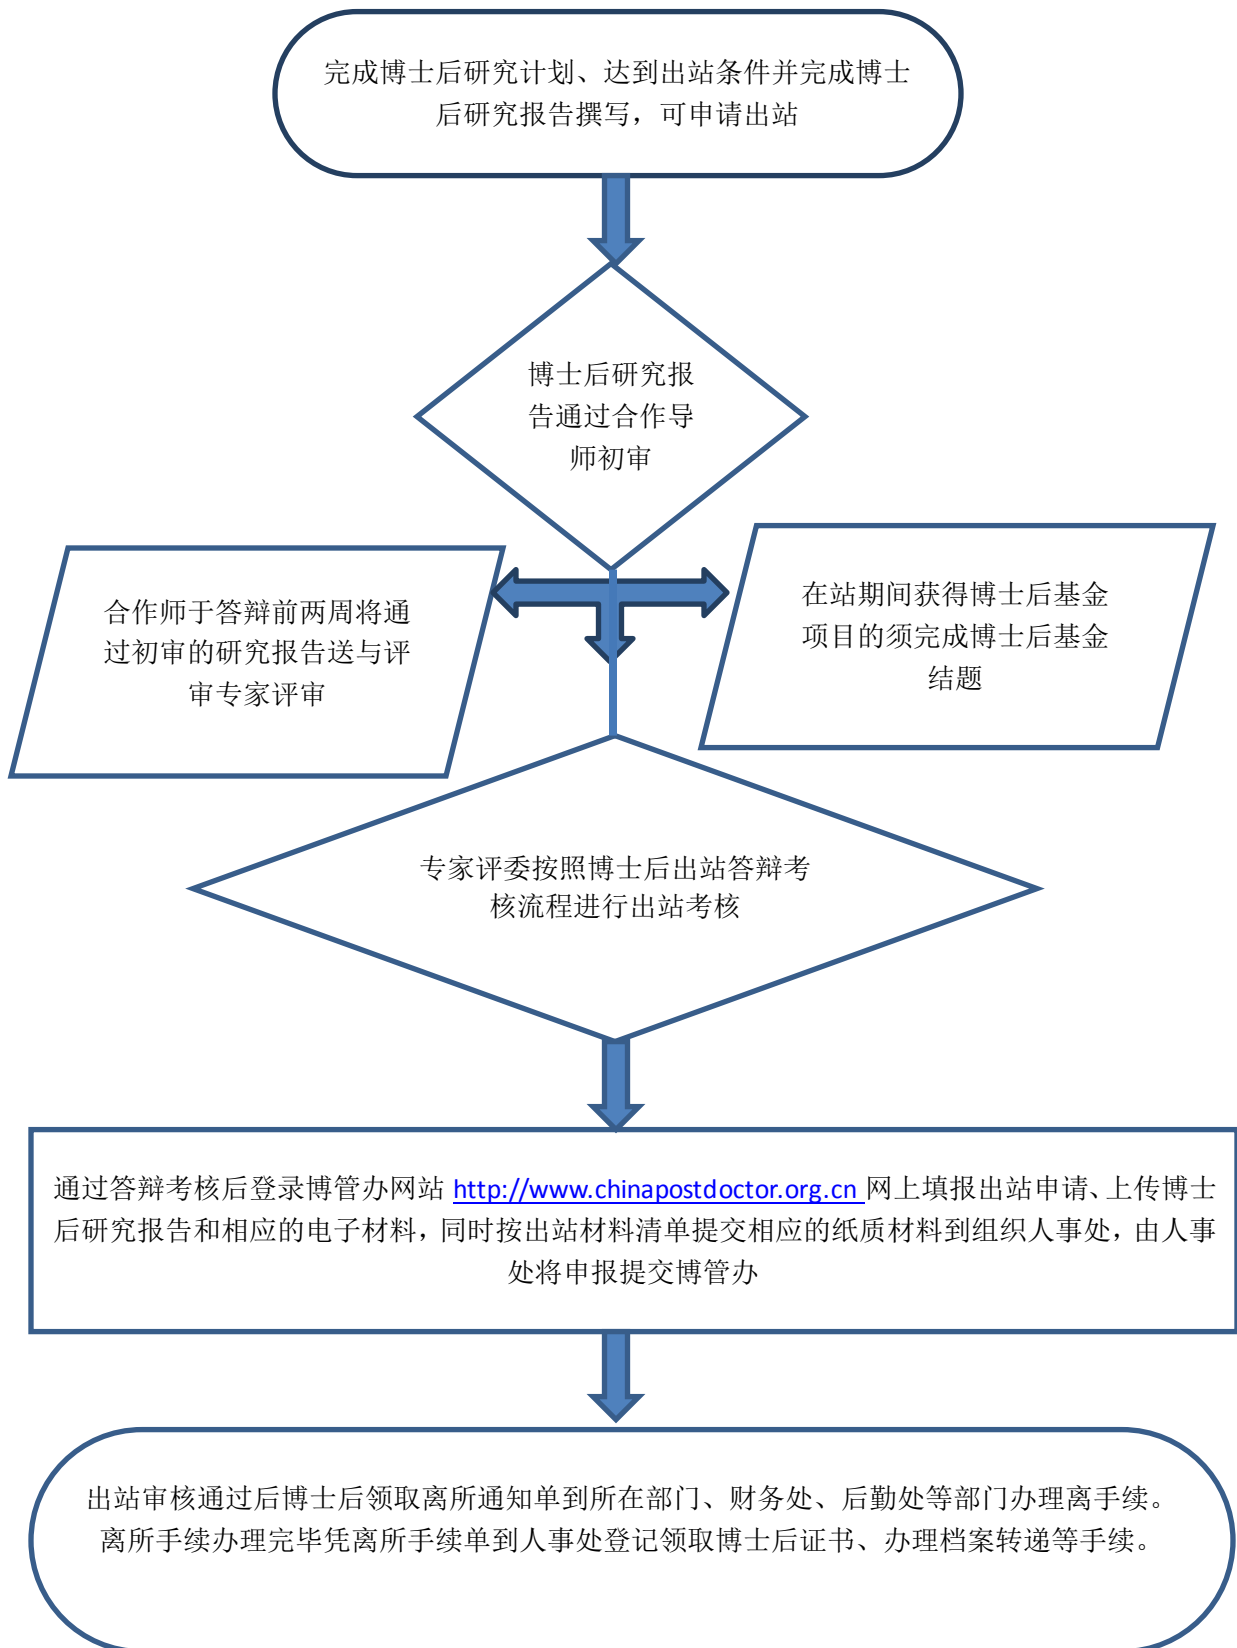 完成博士后研究计划、达到出站条件并完成博士
后研究报告撰写，可申请出站
博士后研究报
告通过合作导
师初审
合作师于答辩前两周将通
过初审的研究报告送与评
审专家评审
在站期间获得博士后基金
项目的须完成博士后基金
结题
专家评委按照博士后出站答辩考
核流程进行出站考核
通过答辩考核后登录博管办网站 http://www.chinapostdoctor.org.cn 网上填报出站申请、上传博士
后研究报告和相应的电子材料，同时按出站材料清单提交相应的纸质材料到组织人事处，由人事
处将申报提交博管办
出站审核通过后博士后领取离所通知单到所在部门、财务处、后勤处等部门办理离手续。
离所手续办理完毕凭离所手续单到人事处登记领取博士后证书、办理档案转递等手续。